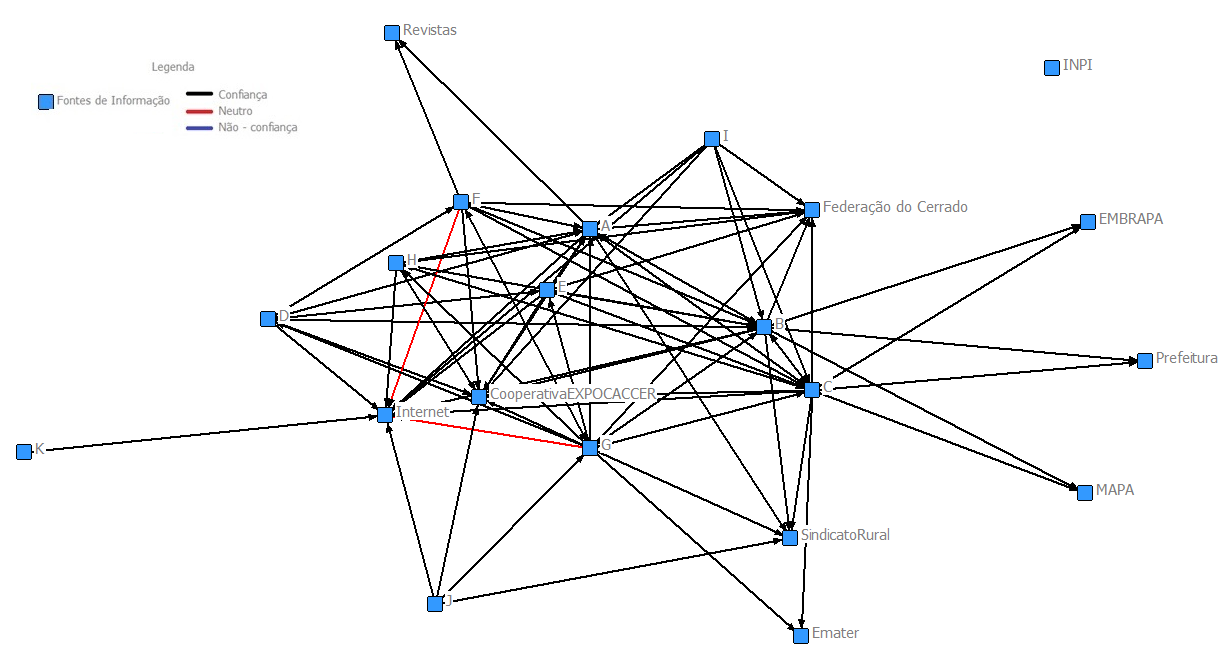 Revistas
INPI
Legenda
Fontes de Informação
Confiança
Neutro
Não - confiança
I
F
Federação do Cerrado
EMBRAPA
A
H
E
D
B
Prefeitura
C
CooperativaEXPOCACCER
Internet
K
G
MAPA
SindicatoRural
J
Emater